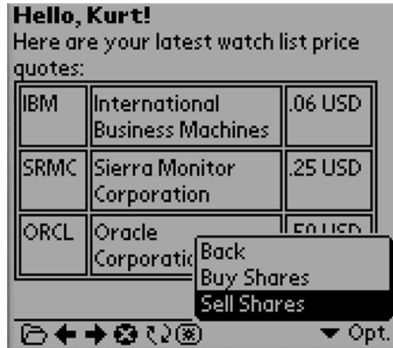 Hello, Kurt!
Here are your latest watch list price
quotes:
IBM International .06 USD
Business Machines
SRMC Sierra Monitor .25 USD
Corporation
ORCL Oracle
Back
Buy Shares
Sell Shares
Opt.